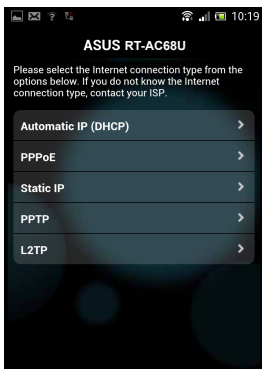 10:19
ASUS RT-AC68U
Please select the Internet connection type from the
options below. If you do not know the Internet
connection type, contact your ISP.
Automatic IP (DHCP)
PPPoE
Static IP
PPTP
L2TP